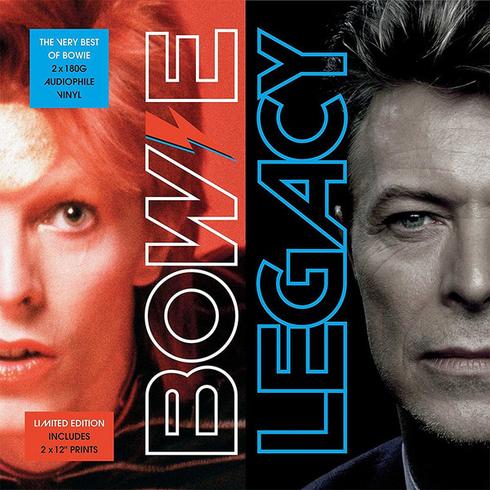 THE VERY BEST
OF BOWIE
2 x 180G
AUDIOPHILE
VINYL
BOWIE
LEGACY
LIMITED EDITION
INCLUDES
2 x 12" PRINTS